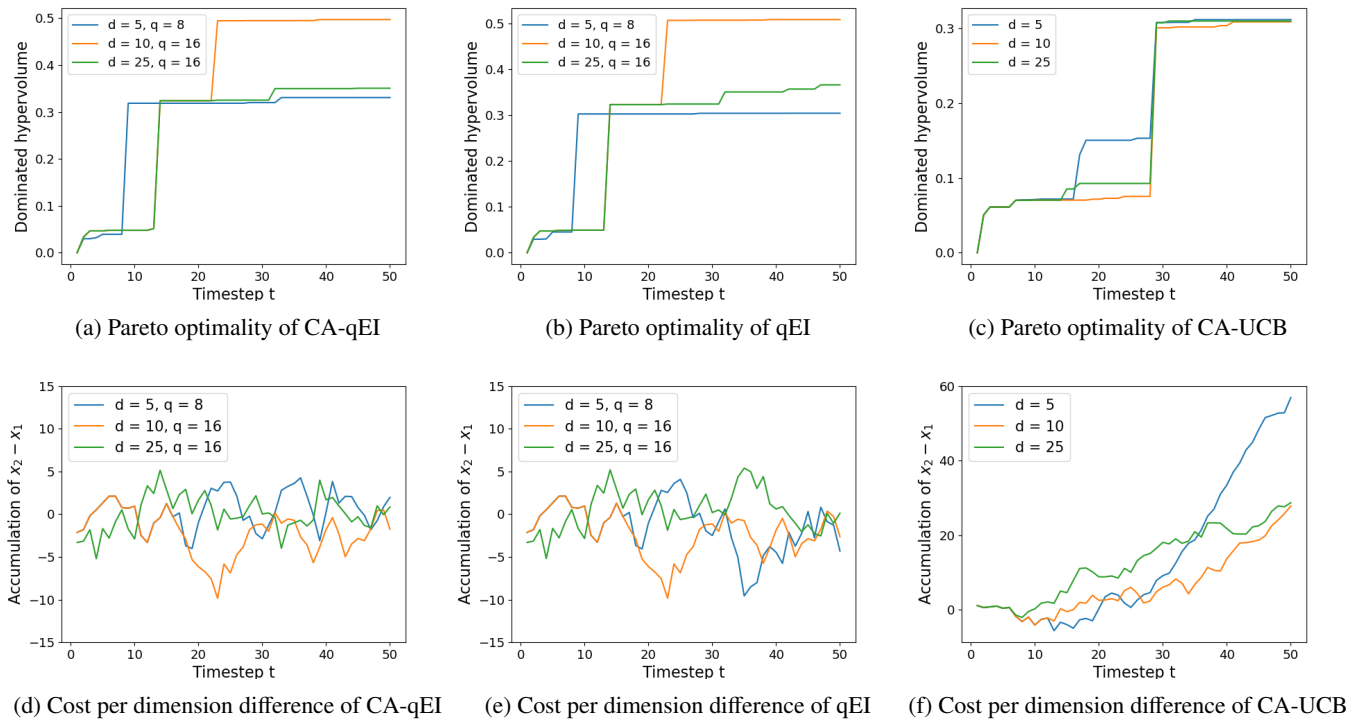 Dominated hypervolume
0.5
0.4
0.3
0.2
0.1
0.0
d = 5, q = 8
d = 10, q = 16
d = 25, q = 16
0 10 20 30 40 50
Timestep t
(a) Pareto optimality of CA-qEI
Dominated hypervolume
0.5
0.4
0.3
0.2
0.1
0.0
d = 5, q = 8
d = 10, q = 16
d = 25, q = 16
0 10 20 30 40 50
Timestep t
(b) Pareto optimality of qEI
Dominated hypervolume
0.3
0.2
0.1
0.0
d = 5
d = 10
d = 25
0 10 20 30 40 50
Timestep t
(c) Pareto optimality of CA-UCB
Accumulation of x₂ − x₁
15
10
5
0
−5
−10
−15
d = 5, q = 8
d = 10, q = 16
d = 25, q = 16
0 10 20 30 40 50
Timestep t
(d) Cost per dimension difference of CA-qEI
Accumulation of x₂ − x₁
15
10
5
0
−5
−10
−15
d = 5, q = 8
d = 10, q = 16
d = 25, q = 16
0 10 20 30 40 50
Timestep t
(e) Cost per dimension difference of qEI
Accumulation of x₂ − x₁
60
40
20
0
d = 5
d = 10
d = 25
0 10 20 30 40 50
Timestep t
(f) Cost per dimension difference of CA-UCB